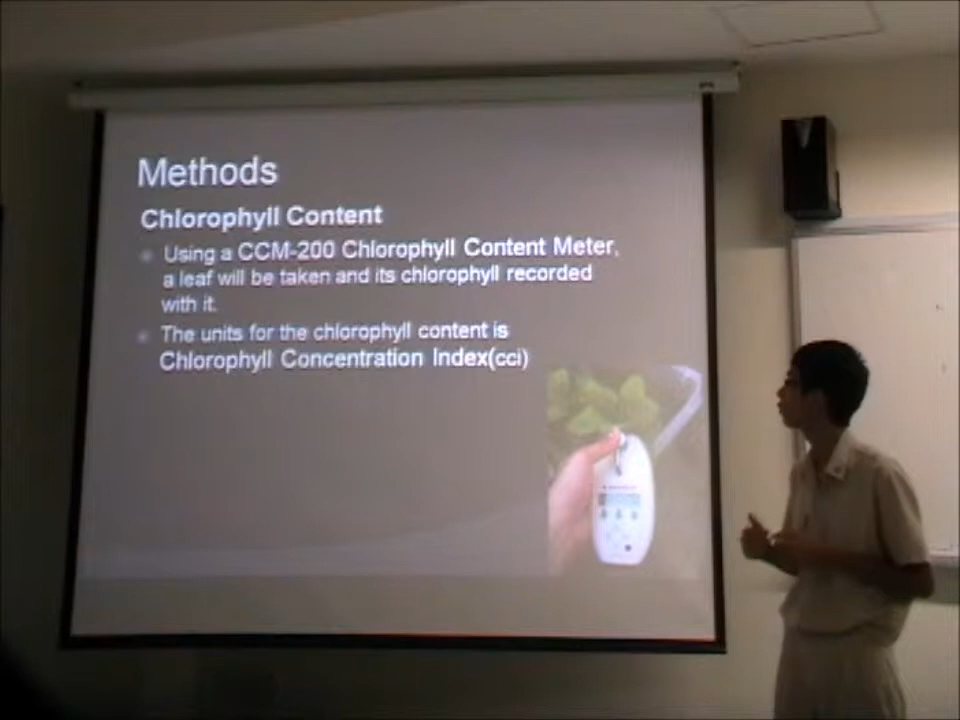 Methods
Chlorophyll Content
Using a CCM-200 Chlorophyll Content Meter,
a leaf will be taken and its chlorophyll recorded
with it.
The units for the chlorophyll content is
Chlorophyll Concentration Index(cci)